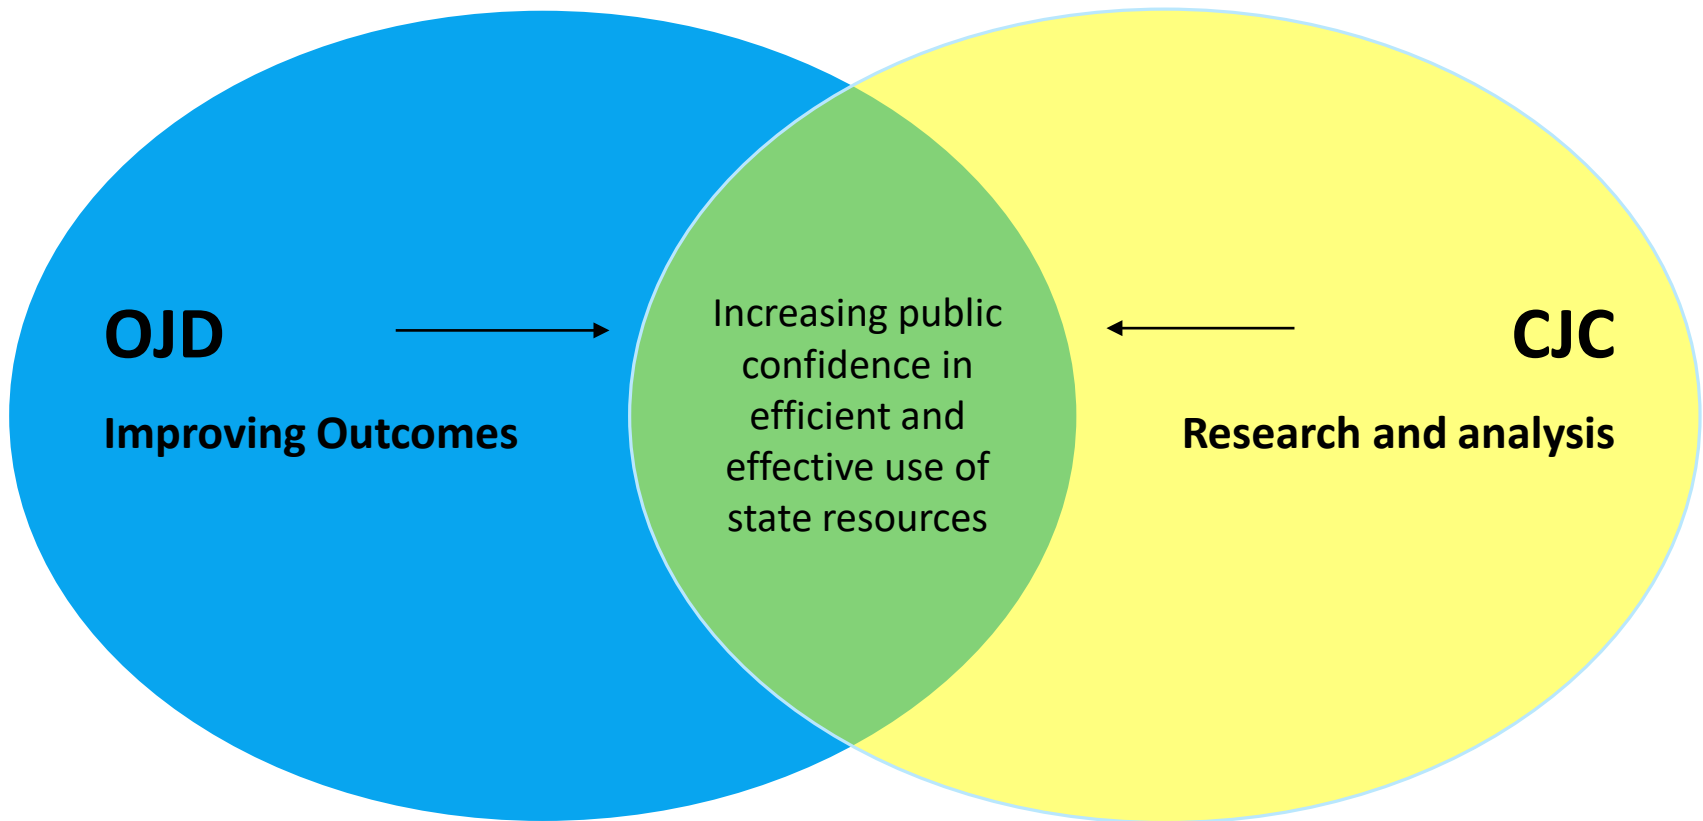 OJD
Improving Outcomes
Increasing public
confidence in
efficient and
effective use of
state resources
CJC
Research and analysis